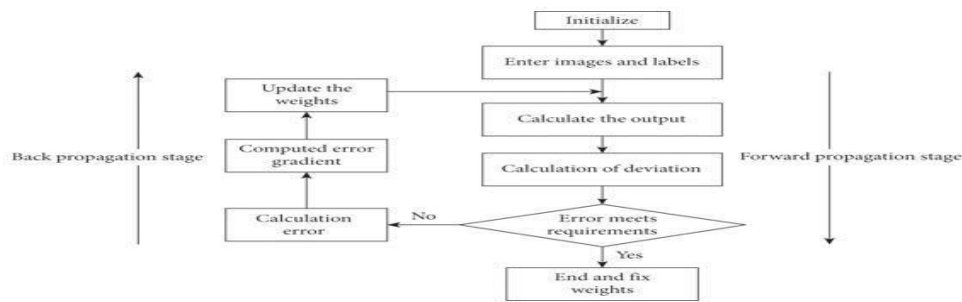 Initialize
Enter images and labels
Update the
weights
Calculate the output
Back propagation stage
Computed error
gradient
Forward propagation stage
Calculation of deviation
Calculation
error
No
Error meets
requirements
Yes
End and fix
weights